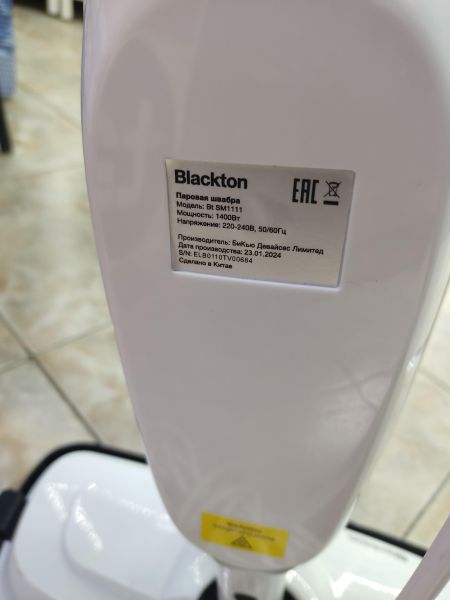 Blackton
EAC
Паровая швабра
Модель: Bt SM1111
Мощность: 1400Вт
Напряжение: 220-240В, 50/60Гц
Производитель: БиКью Девайсес Лимитед
Дата производства: 23.01.2024
S/N: ELB0110TV00684
Сделано в Китае